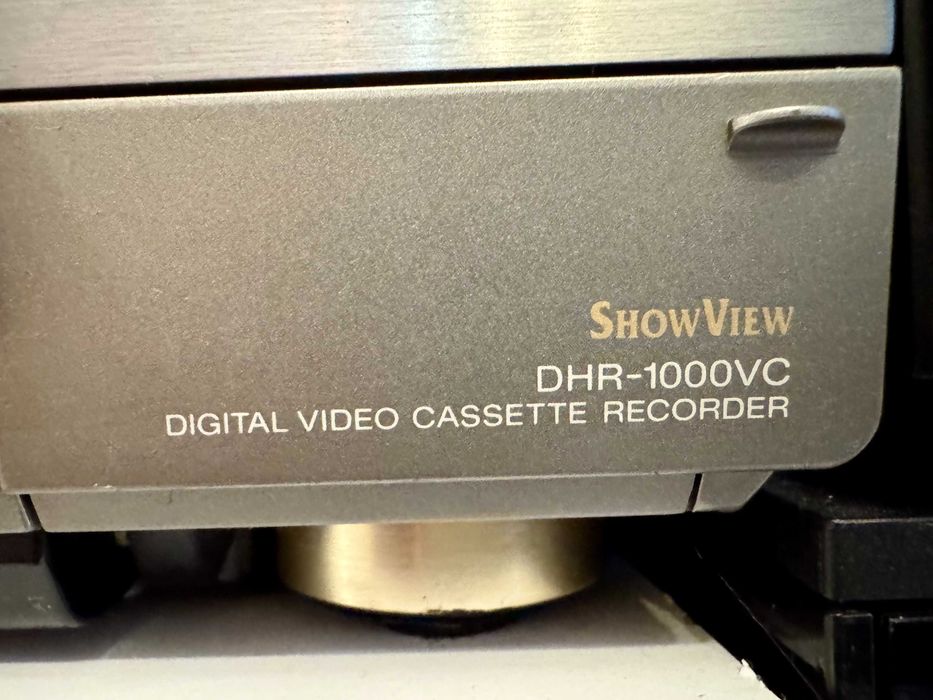 SHOWVIEW
DHR-1000VC
DIGITAL VIDEO CASSETTE RECORDER